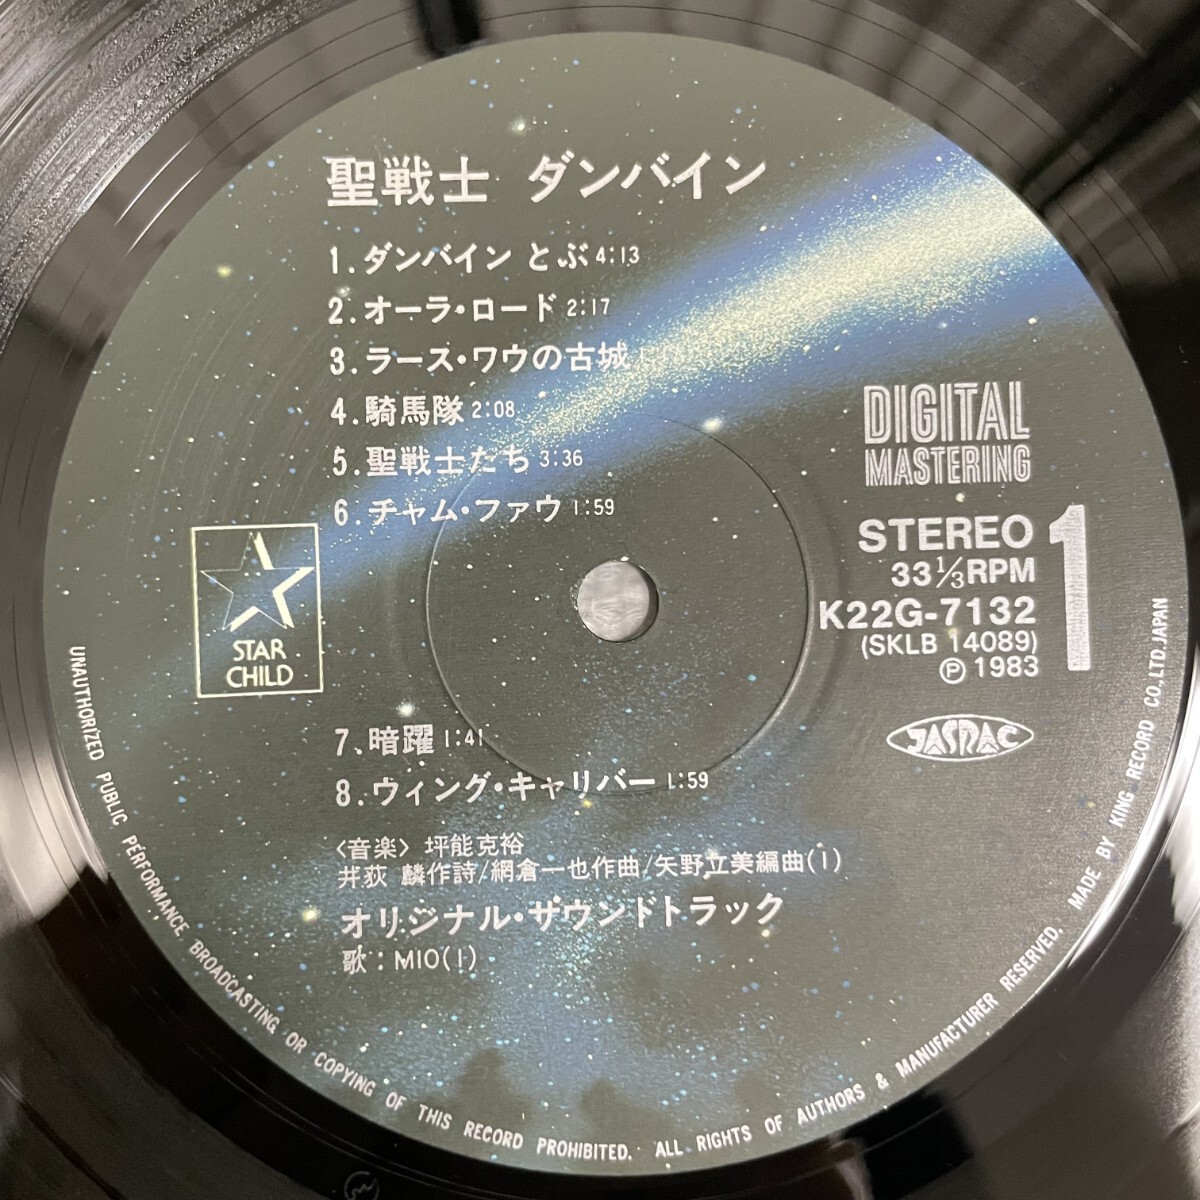 聖戦士 ダンバイン
1.ダンバイン とぶ 4:13
2.オーラ・ロード 2:17
3.ラース・ワウの古城
4.騎馬隊 2:08
5.聖戦士たち 3:36
6.チャム・ファウ 1:59
DIGITAL
MASTERING
STEREO
33 1/3 RPM
K22G-7132
(SKLB 14089)
Ⓟ 1983
1
STAR
CHILD
JASRAC
7.暗躍 1:41
8.ウィング・キャリバー 1:59
〈音楽〉坪能克裕
井荻 麟作詩/網倉一也作曲/矢野立美編曲(1)
オリジナル・サウンドトラック
歌:MIO(1)
UNAUTHORIZED PUBLIC PERFORMANCE BROADCASTING OR COPYING OF THIS RECORD PROHIBITED. ALL RIGHTS OF AUTHORS & MANUFACTURER RESERVED. MADE BY KING RECORD CO., LTD. JAPAN